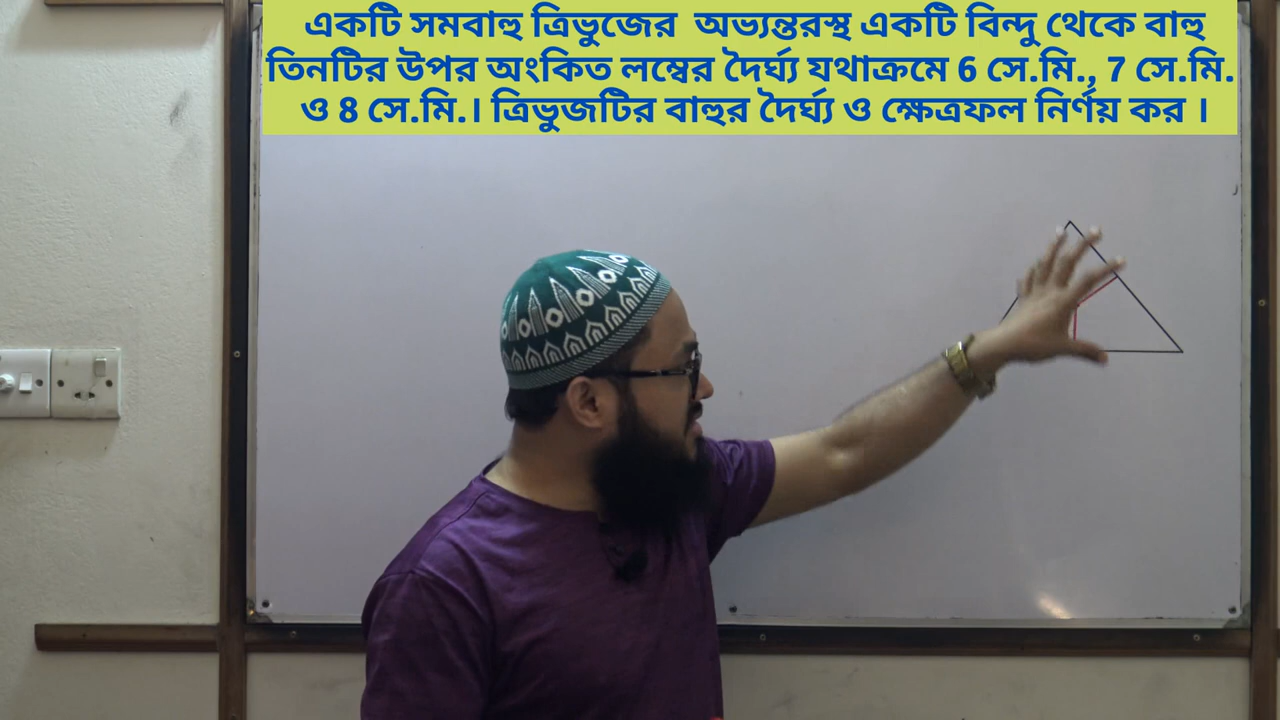 একটি সমবাহু ত্রিভুজের অভ্যন্তরস্থ একটি বিন্দু থেকে বাহু
তিনটির উপর অংকিত লম্বের দৈর্ঘ্য যথাক্রমে 6 সে.মি., 7 সে.মি.
ও 8 সে.মি.। ত্রিভুজটির বাহুর দৈর্ঘ্য ও ক্ষেত্রফল নির্ণয় কর ।